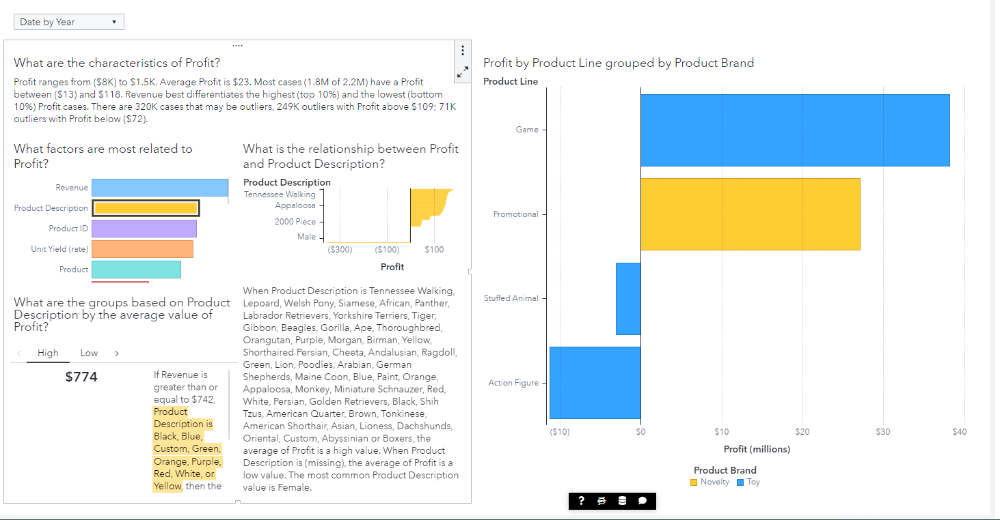 Date by Year
What are the characteristics of Profit?
Profit ranges from ($8K) to $1.5K. Average Profit is $23. Most cases (1.8M of 2.2M) have a Profit
between ($13) and $118. Revenue best differentiates the highest (top 10%) and the lowest (bottom
10%) Profit cases. There are 320K cases that may be outliers, 249K outliers with Profit above $109; 71K
outliers with Profit below ($72).
What factors are most related to
Profit?
Revenue
Product Description
Product ID
Unit Yield (rate)
Product
What is the relationship between Profit
and Product Description?
Product Description
Tennessee Walking
Appaloosa
2000 Piece
Male
($300) ($100) $100
Profit
What are the groups based on Product
Description by the average value of
Profit?
High Low
$774
If Revenue is
greater than or
equal to $742,
Product
Description is
Black, Blue,
Custom, Green,
Orange, Purple,
Red, White, or
Yellow, then the
When Product Description is Tennessee Walking,
Lepoard, Welsh Pony, Siamese, African, Panther,
Labrador Retrievers, Yorkshire Terriers, Tiger,
Gibbon, Beagles, Gorilla, Ape, Thoroughbred,
Orangutan, Purple, Morgan, Birman, Yellow,
Shorthaired Persian, Cheeta, Andalusian, Ragdoll,
Green, Lion, Poodles, Arabian, German
Shepherds, Maine Coon, Blue, Paint, Orange,
Appaloosa, Monkey, Miniature Schnauzer, Red,
White, Persian, Golden Retrievers, Black, Shih
Tzus, American Quarter, Brown, Tonkinese,
American Shorthair, Asian, Lioness, Dachshunds,
Oriental, Custom, Abyssinian or Boxers, the
average of Profit is a high value. When Product
Description is (missing), the average of Profit is a
low value. The most common Product Description
value is Female.
Profit by Product Line grouped by Product Brand
Product Line
Game
Promotional
Stuffed Animal
Action Figure
($10) $0 $10 $20 $30 $40
Profit (millions)
Product Brand
Novelty Toy
?